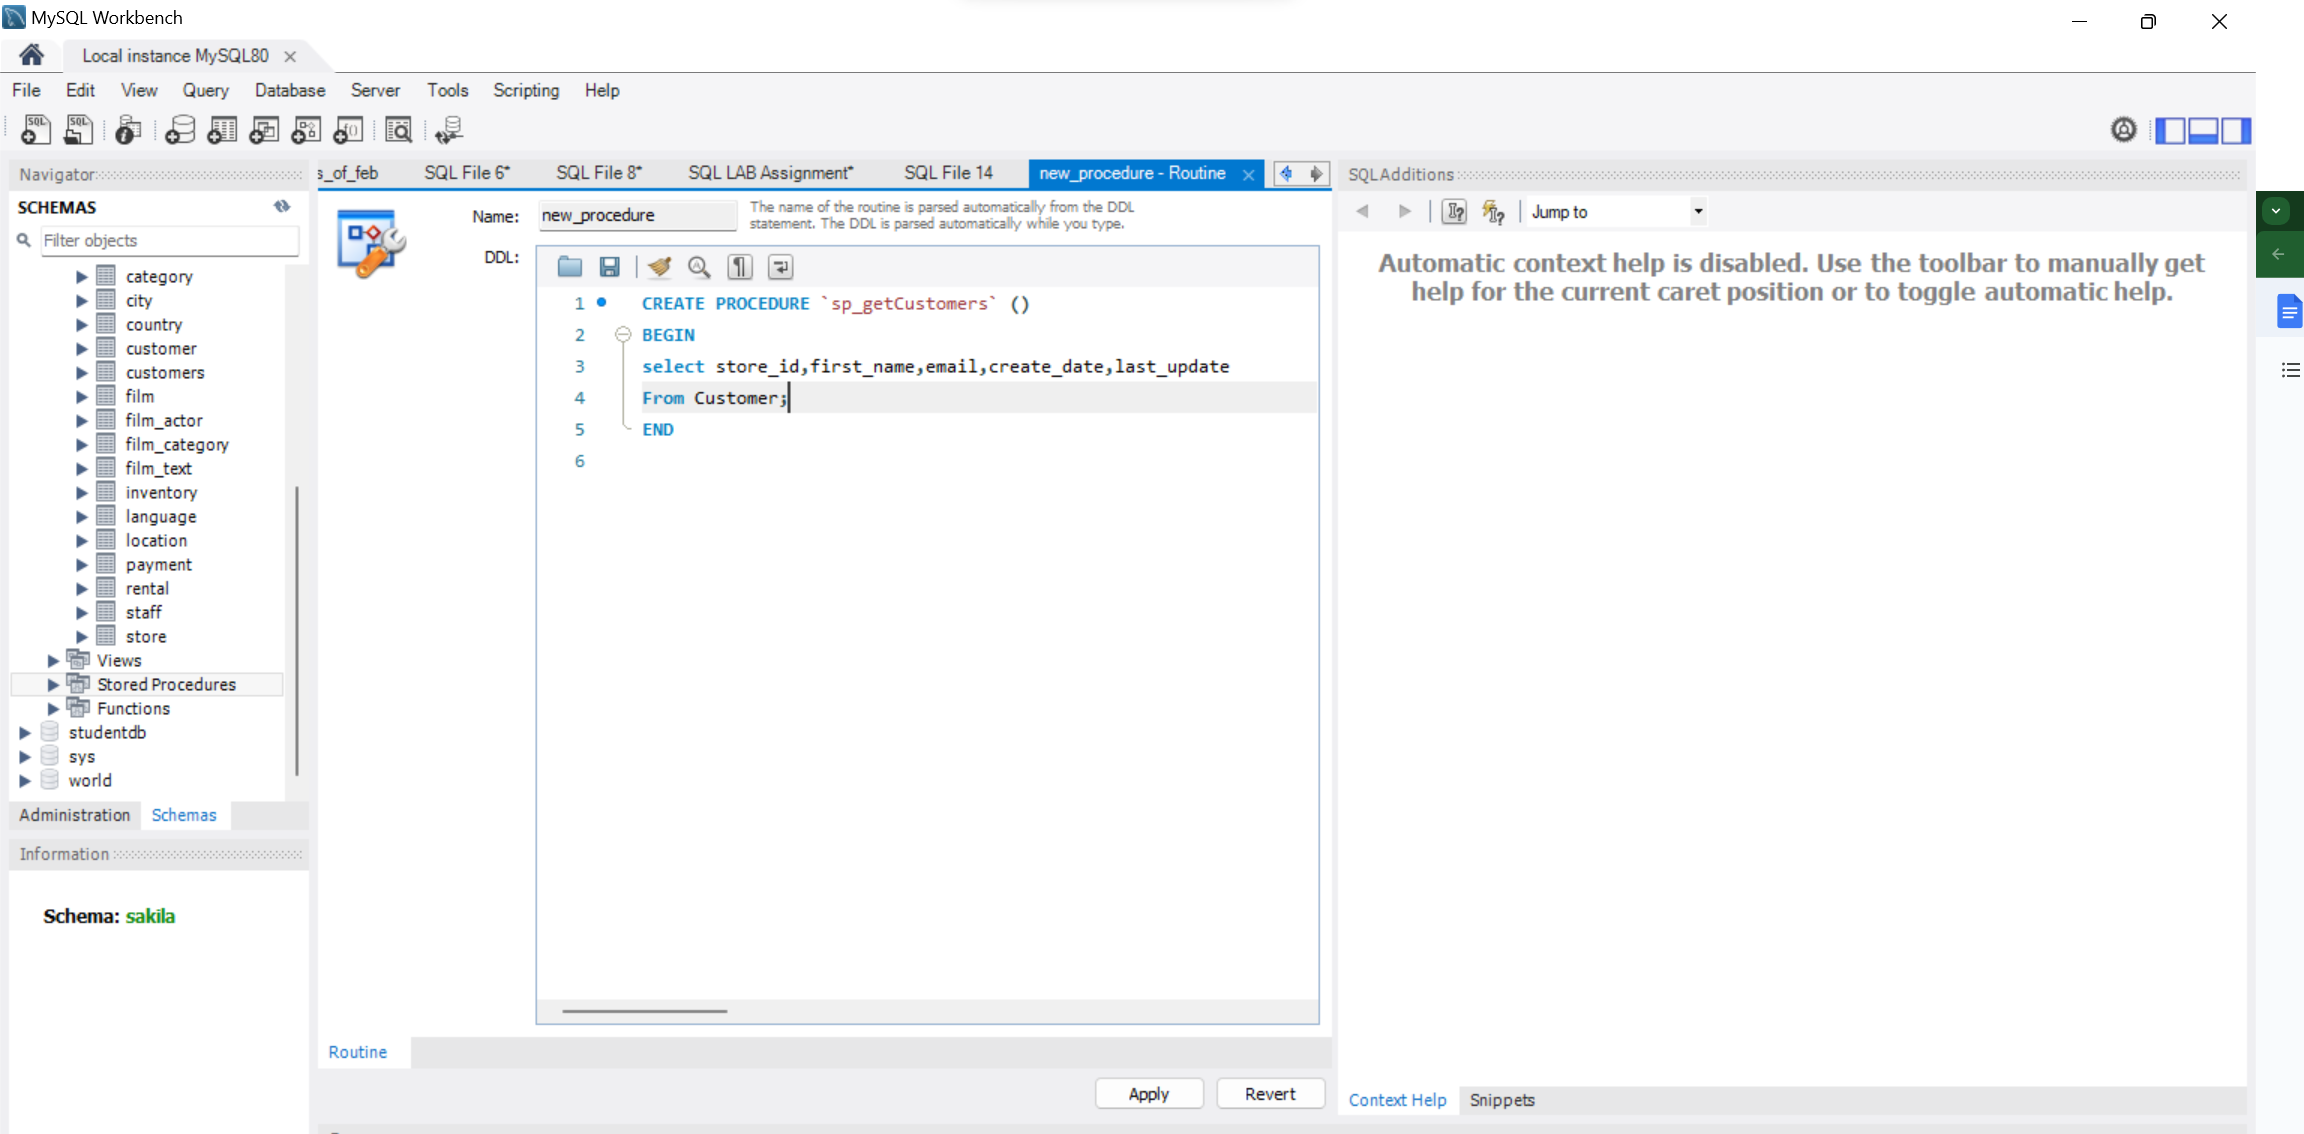 MySQL Workbench
Local instance MySQL80
File Edit View Query Database Server Tools Scripting Help
Navigator
SCHEMAS
Filter objects
category
city
country
customer
customers
film
film_actor
film_category
film_text
inventory
language
location
payment
rental
staff
store
Views
Stored Procedures
Functions
studentdb
sys
world
Administration Schemas
Information
Schema: sakila
s_of_feb SQL File 6* SQL File 8* SQL LAB Assignment* SQL File 14 new_procedure - Routine
Name: new_procedure
The name of the routine is parsed automatically from the DDL
statement. The DDL is parsed automatically while you type.
DDL:
1 CREATE PROCEDURE `sp_getCustomers` ()
2 BEGIN
3 select store_id,first_name,email,create_date,last_update
4 From Customer;
5 END
6
Routine
Apply Revert
SQLAdditions
Jump to
Automatic context help is disabled. Use the toolbar to manually get
help for the current caret position or to toggle automatic help.
Context Help Snippets